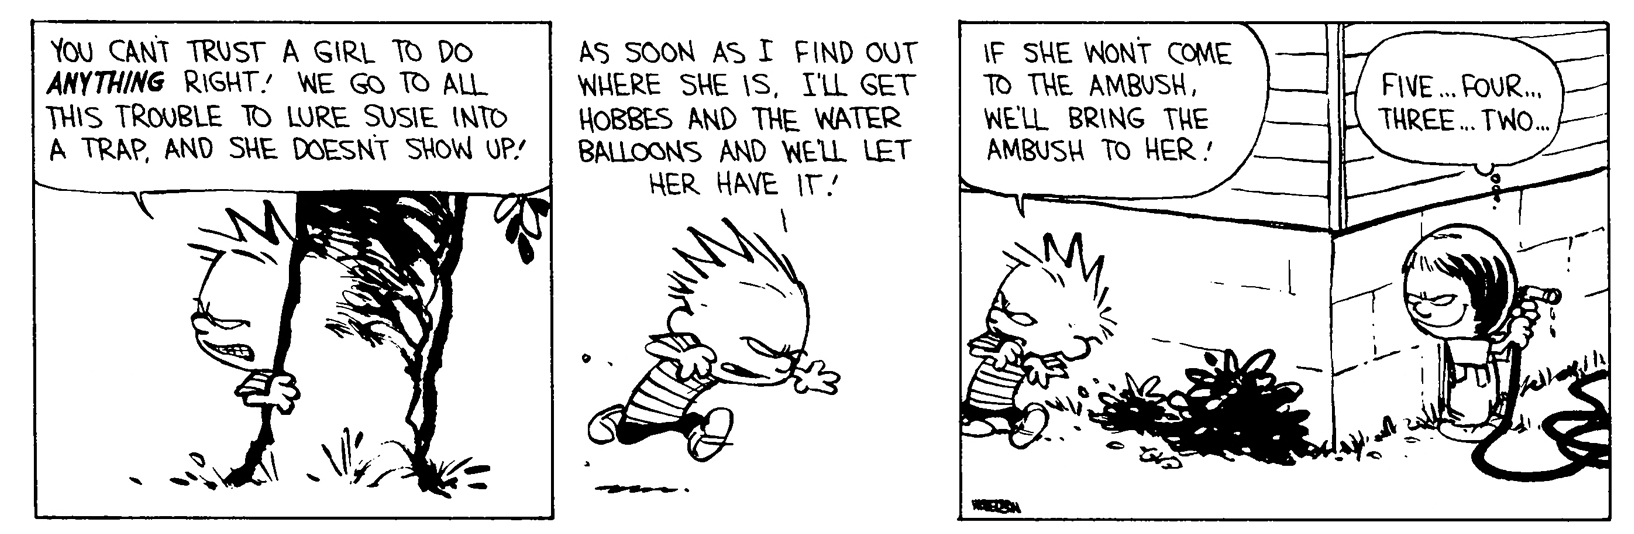 YOU CAN'T TRUST A GIRL TO DO
ANYTHING RIGHT! WE GO TO ALL
THIS TROUBLE TO LURE SUSIE INTO
A TRAP, AND SHE DOESN'T SHOW UP!
AS SOON AS I FIND OUT
WHERE SHE IS, I'LL GET
HOBBES AND THE WATER
BALLOONS AND WE'LL LET
HER HAVE IT!
IF SHE WON'T COME
TO THE AMBUSH,
WE'LL BRING THE
AMBUSH TO HER!
FIVE... FOUR...
THREE... TWO...
WATTERSON